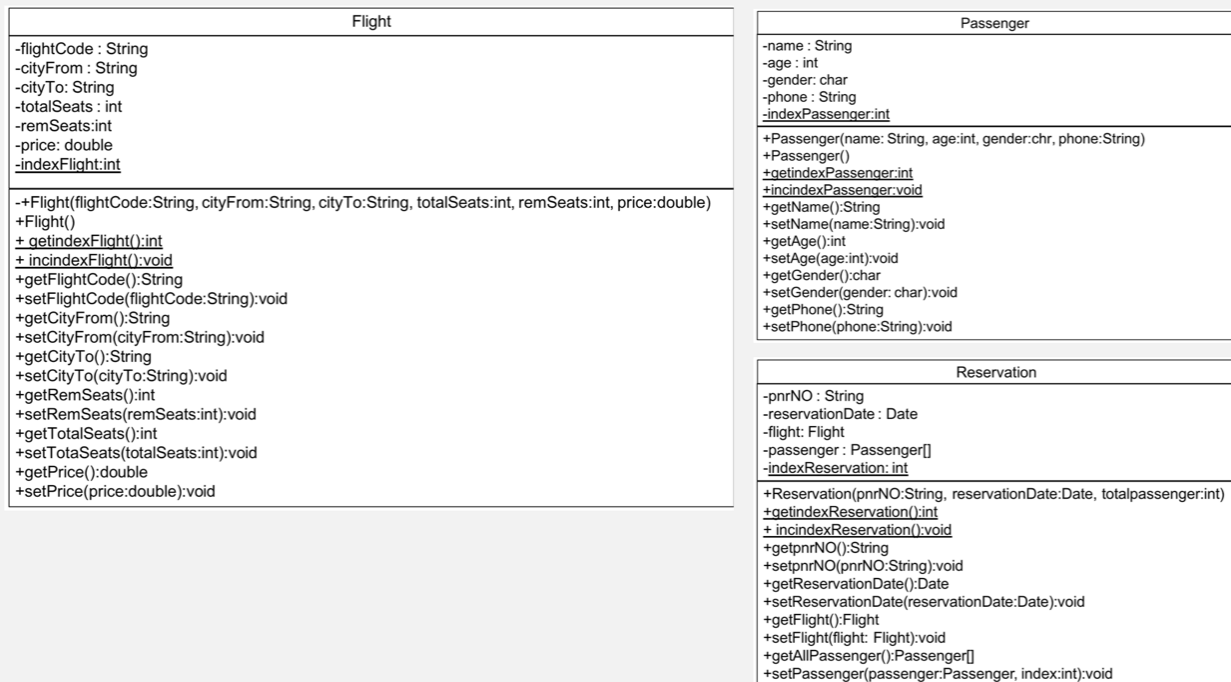 Flight
-flightCode : String
-cityFrom : String
-cityTo: String
-totalSeats : int
-remSeats:int
-price: double
-indexFlight:int
-+Flight(flightCode:String, cityFrom:String, cityTo:String, totalSeats:int, remSeats:int, price:double)
+Flight()
+ getindexFlight():int
+ incindexFlight():void
+getFlightCode():String
+setFlightCode(flightCode:String):void
+getCityFrom():String
+setCityFrom(cityFrom:String):void
+getCityTo():String
+setCityTo(cityTo:String):void
+getRemSeats():int
+setRemSeats(remSeats:int):void
+getTotalSeats():int
+setTotaSeats(totalSeats:int):void
+getPrice():double
+setPrice(price:double):void
Passenger
-name : String
-age : int
-gender: char
-phone : String
-indexPassenger:int
+Passenger(name: String, age:int, gender:chr, phone:String)
+Passenger()
+getindexPassenger:int
+incindexPassenger:void
+getName():String
+setName(name:String):void
+getAge():int
+setAge(age:int):void
+getGender():char
+setGender(gender: char):void
+getPhone():String
+setPhone(phone:String):void
Reservation
-pnrNO : String
-reservationDate : Date
-flight: Flight
-passenger : Passenger[]
-indexReservation: int
+Reservation(pnrNO:String, reservationDate:Date, totalpassenger:int)
+getindexReservation():int
+ incindexReservation():void
+getpnrNO():String
+setpnrNO(pnrNO:String):void
+getReservationDate():Date
+setReservationDate(reservationDate:Date):void
+getFlight():Flight
+setFlight(flight: Flight):void
+getAllPassenger():Passenger[]
+setPassenger(passenger:Passenger, index:int):void